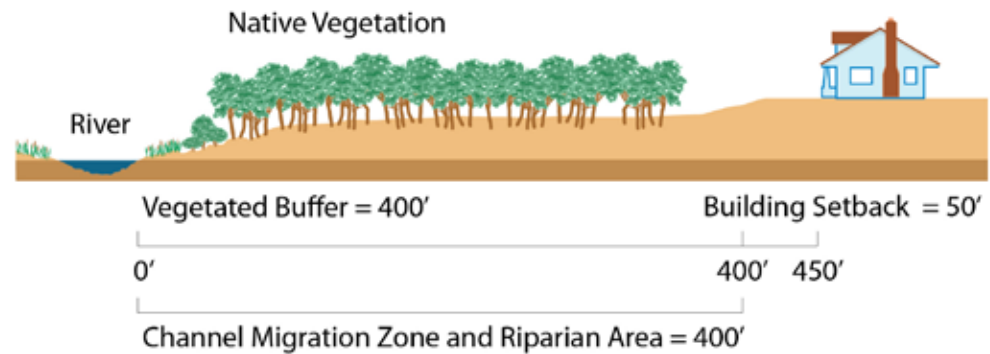 Native Vegetation
River
Vegetated Buffer = 400’
Building Setback = 50’
0’
400’
450’
Channel Migration Zone and Riparian Area = 400’